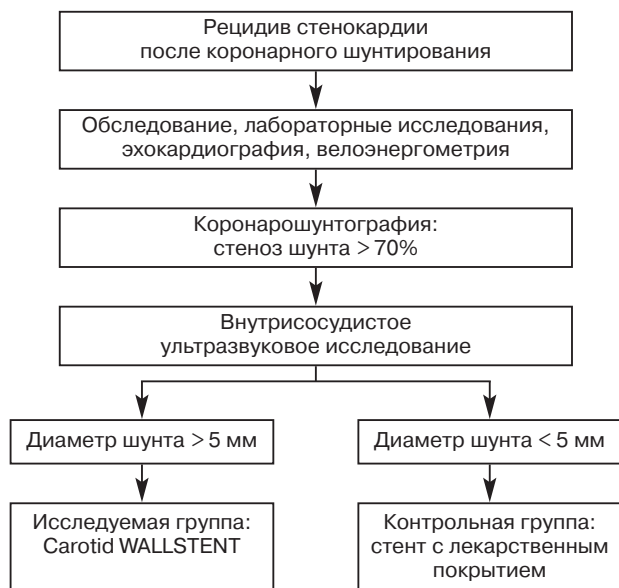 Рецидив стенокардии
после коронарного шунтирования
Обследование, лабораторные исследования,
эхокардиография, велоэнергометрия
Коронарошунтография:
стеноз шунта > 70%
Внутрисосудистое
ультразвуковое исследование
Диаметр шунта > 5 мм
Диаметр шунта < 5 мм
Исследуемая группа:
Carotid WALLSTENT
Контрольная группа:
стент с лекарственным
покрытием